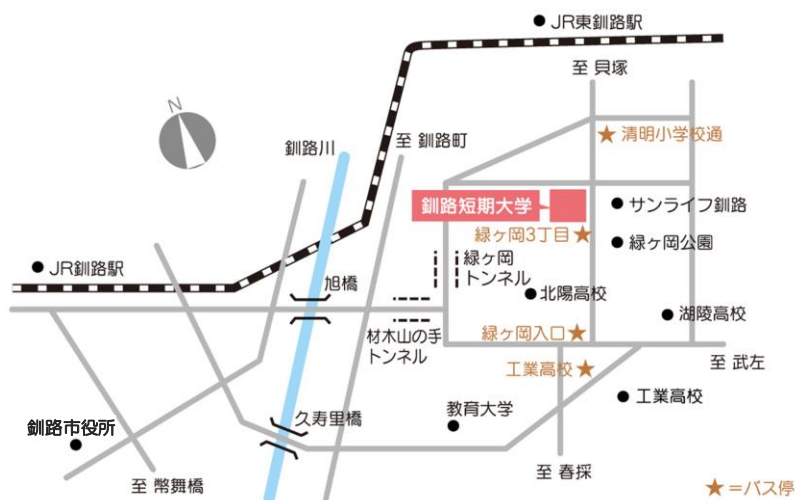 JR東釧路駅
至 貝塚
N
清明小学校通
釧路川
至 釧路町
釧路短期大学
サンライフ釧路
緑ヶ岡3丁目
緑ヶ岡公園
緑ヶ岡
トンネル
JR釧路駅
旭橋
北陽高校
湖陵高校
材木山の手
トンネル
緑ヶ岡入口
至 武左
工業高校
工業高校
教育大学
久寿里橋
釧路市役所
至 春採
至 幣舞橋
=バス停